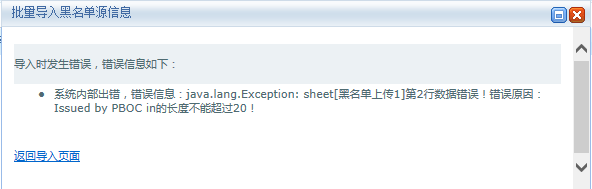 批量导入黑名单源信息
导入时发生错误，错误信息如下：
系统内部出错，错误信息：java.lang.Exception: sheet[黑名单上传1]第2行数据错误！错误原因：
Issued by PBOC in的长度不能超过20！
返回导入页面